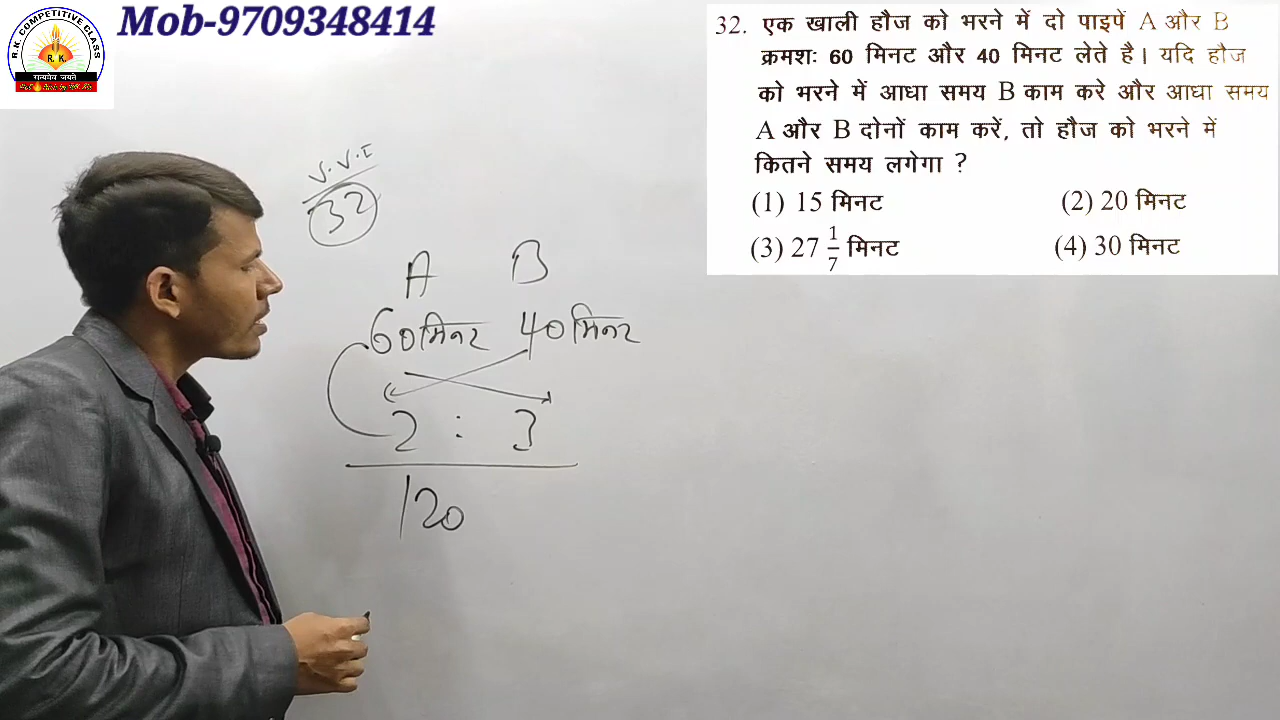 Mob-9709348414
R.K COMPETITIVE CLASS
R. K.
सत्यमेव जयते
32. एक खाली हौज को भरने में दो पाइपें A और B
क्रमशः 60 मिनट और 40 मिनट लेते है। यदि हौज
को भरने में आधा समय B काम करे और आधा समय
A और B दोनों काम करें, तो हौज को भरने में
कितने समय लगेगा ?
(1) 15 मिनट (2) 20 मिनट
(3) 27 1/7 मिनट (4) 30 मिनट
V.V.I
32
A B
60 मिनट 40 मिनट
2 : 3
120